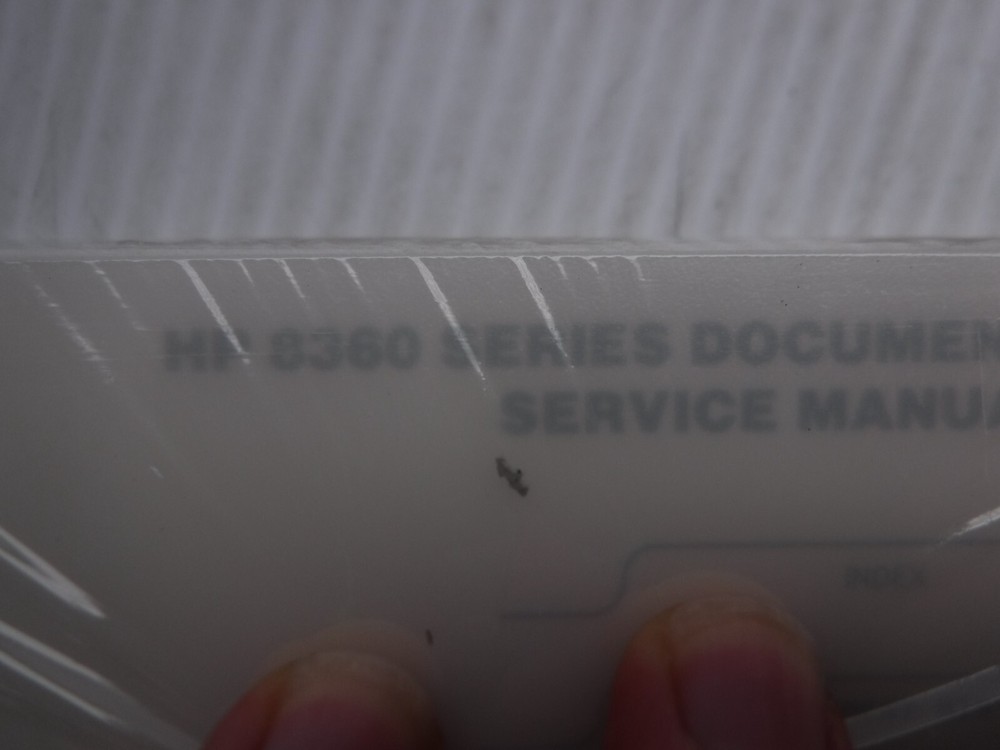 HP 8360 SERIES DOCUMEN
SERVICE MANUA
INDEX